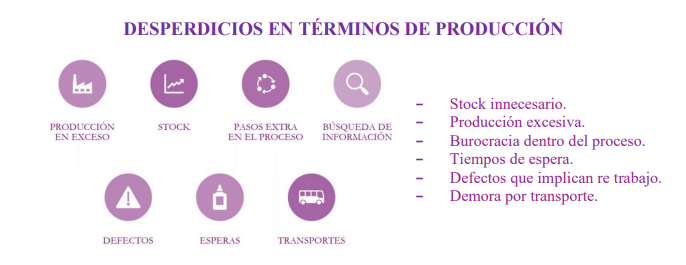 DESPERDICIOS EN TÉRMINOS DE PRODUCCIÓN
PRODUCCIÓN
EN EXCESO
STOCK
PASOS EXTRA
EN EL PROCESO
BÚSQUEDA DE
INFORMACIÓN
DEFECTOS
ESPERAS
TRANSPORTES
- Stock innecesario.
- Producción excesiva.
- Burocracia dentro del proceso.
- Tiempos de espera.
- Defectos que implican re trabajo.
- Demora por transporte.